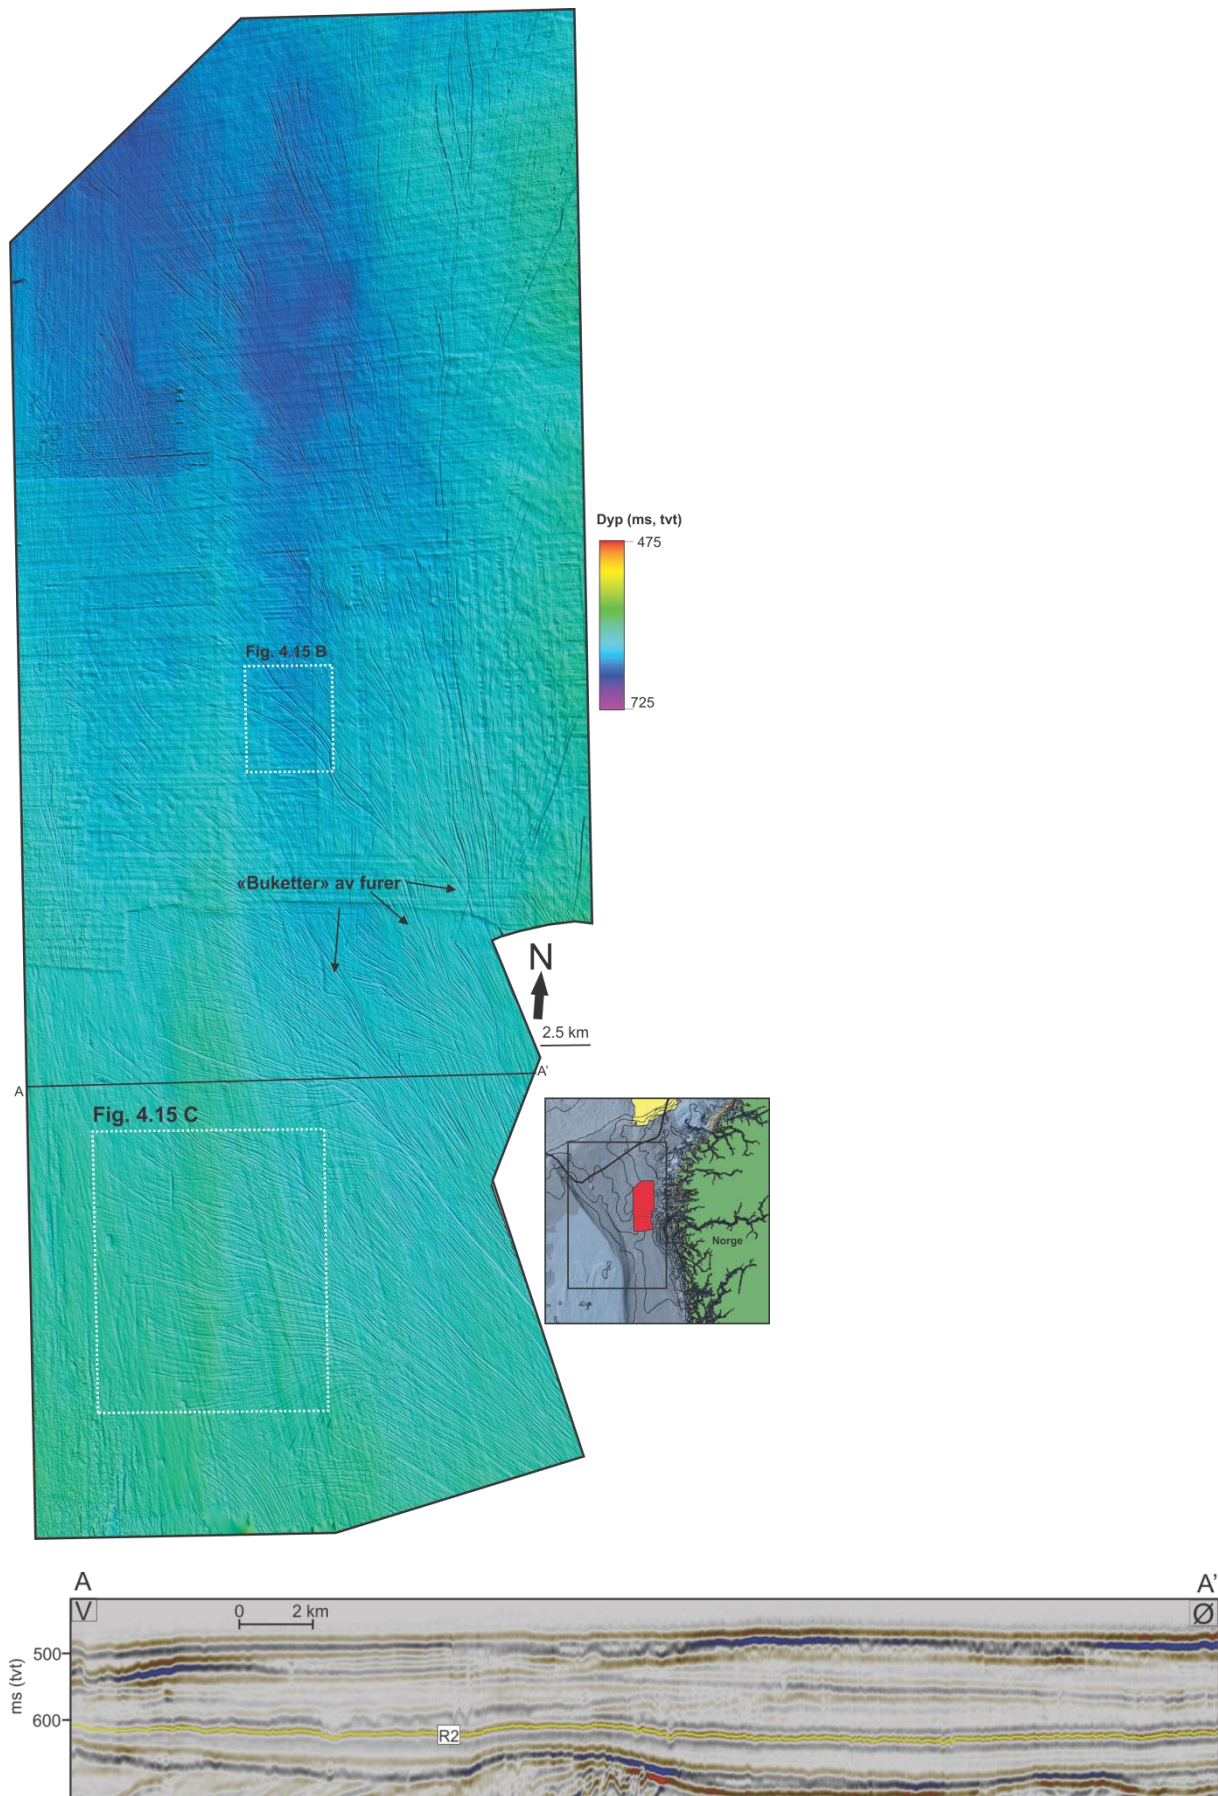 Dyp (ms, tvt)
475
725
Fig. 4.15 B
«Buketter» av furer
N
2.5 km
A
A'
Fig. 4.15 C
Norge
A
A'
V
Ø
0
2 km
ms (tvt)
500
600
R2